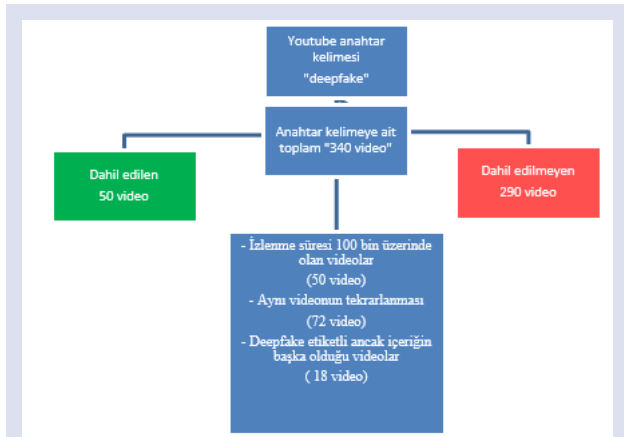 Youtube anahtar
kelimesi
"deepfake"
Anahtar kelimeye ait
toplam "340 video"
Dahil edilen
50 video
Dahil edilmeyen
290 video
- İzlenme süresi 100 bin üzerinde
olan videolar
(50 video)
- Aynı videonun tekrarlanması
(72 video)
- Deepfake etiketli ancak içeriğin
başka olduğu videolar
( 18 video)